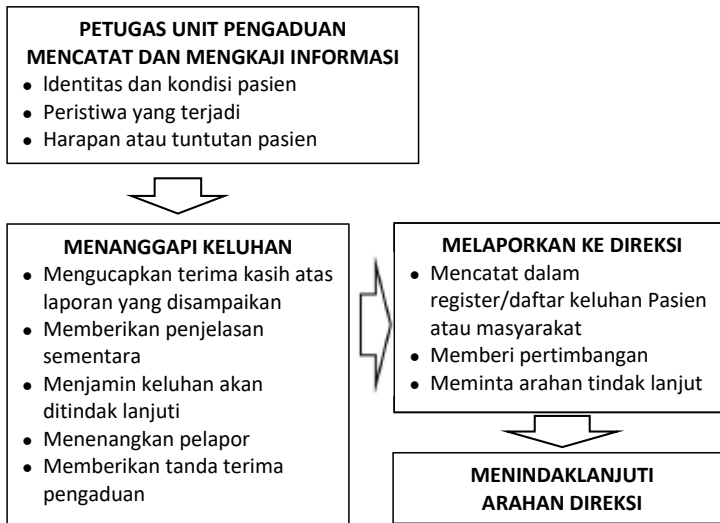 PETUGAS UNIT PENGADUAN
MENCATAT DAN MENGKAJI INFORMASI
• Identitas dan kondisi pasien
• Peristiwa yang terjadi
• Harapan atau tuntutan pasien
MENANGGAPI KELUHAN
• Mengucapkan terima kasih atas
laporan yang disampaikan
• Memberikan penjelasan
sementara
• Menjamin keluhan akan
ditindak lanjuti
• Menenangkan pelapor
• Memberikan tanda terima
pengaduan
MELAPORKAN KE DIREKSI
• Mencatat dalam
register/daftar keluhan Pasien
atau masyarakat
• Memberi pertimbangan
• Meminta arahan tindak lanjut
MENINDAKLANJUTI
ARAHAN DIREKSI